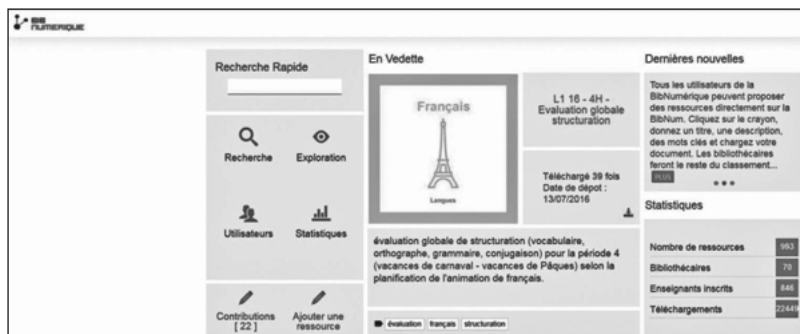 BIB
NUMERIQUE
Recherche Rapide
Recherche
Exploration
Utilisateurs
Statistiques
Contributions
[ 22 ]
Ajouter une
ressource
En Vedette
Français
Langues
L1 16 - 4H -
Evaluation globale
structuration
Téléchargé 39 fois
Date de dépot :
13/07/2016
évaluation globale de structuration (vocabulaire,
orthographe, grammaire, conjugaison) pour la période 4
(vacances de carnaval - vacances de Pâques) selon la
planification de l'animation de français.
évaluation français structuration
Dernières nouvelles
Tous les utilisateurs de la
BibNumérique peuvent proposer
des ressources directement sur la
BibNum. Cliquez sur le crayon,
donnez un titre, une description,
des mots clés et chargez votre
document. Les bibliothécaires
feront le reste du classement...
PLUS
Statistiques
Nombre de ressources 993
Bibliothécaires 70
Enseignants inscrits 846
Téléchargements 22449